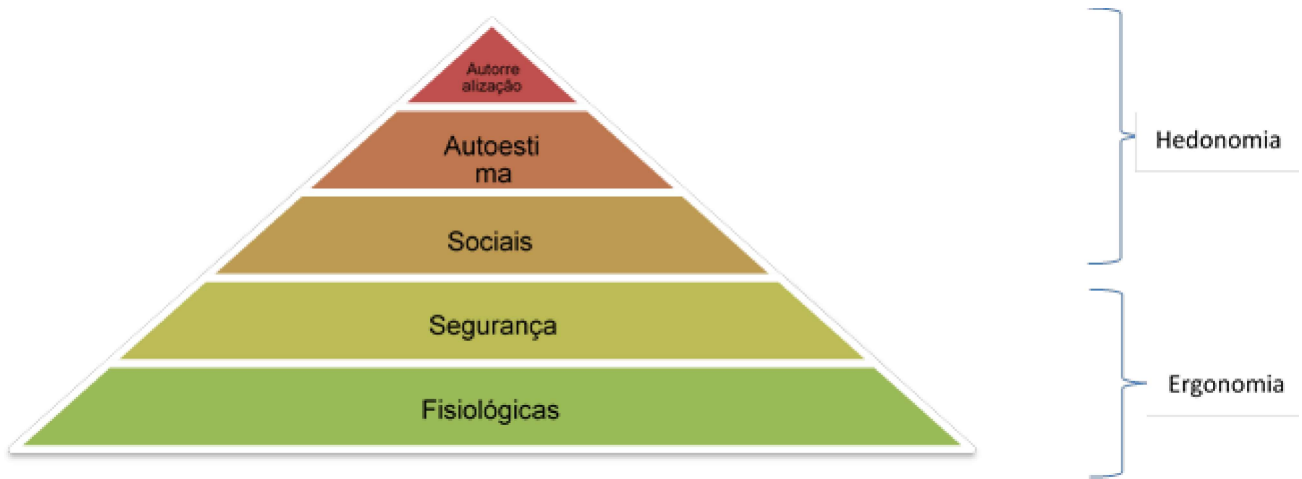 Autorre
alização
Autoesti
ma
Sociais
Segurança
Fisiológicas
Hedonomia
Ergonomia